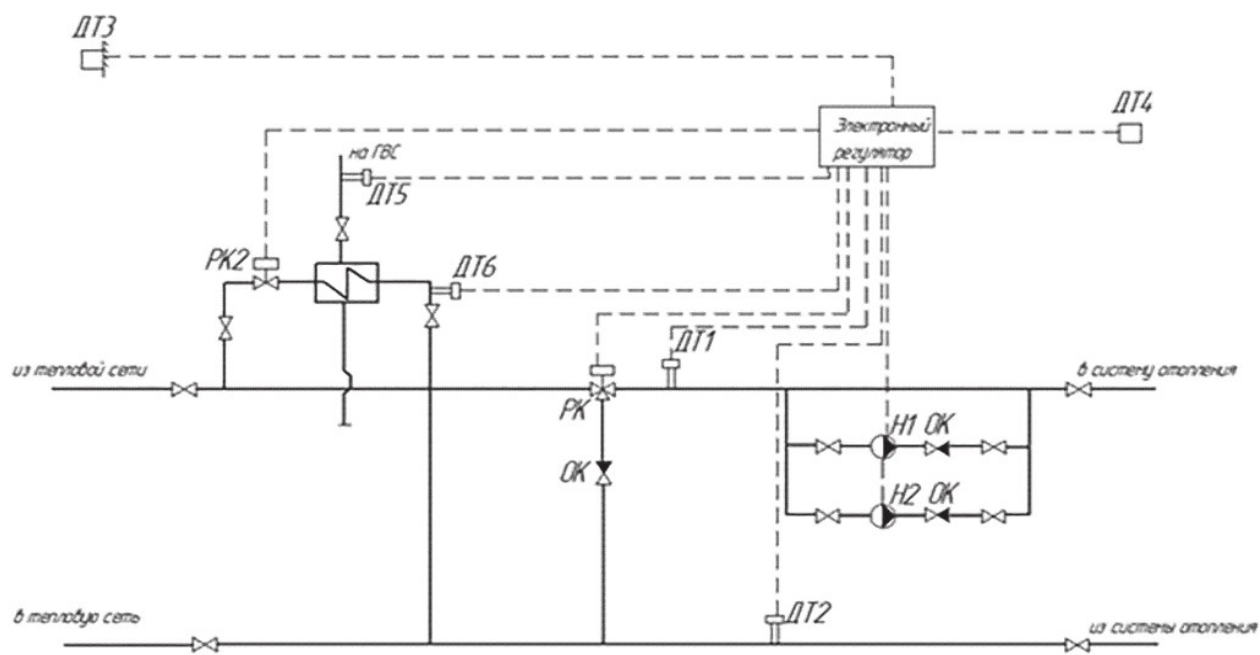 ДТ3
ДТ4
Электронный
регулятор
на ГВС
ДТ5
РК2
ДТ6
ДТ1
из тепловой сети
в систему отопления
РК
Н1 ОК
ОК
Н2 ОК
в тепловую сеть
ДТ2
из системы отопления